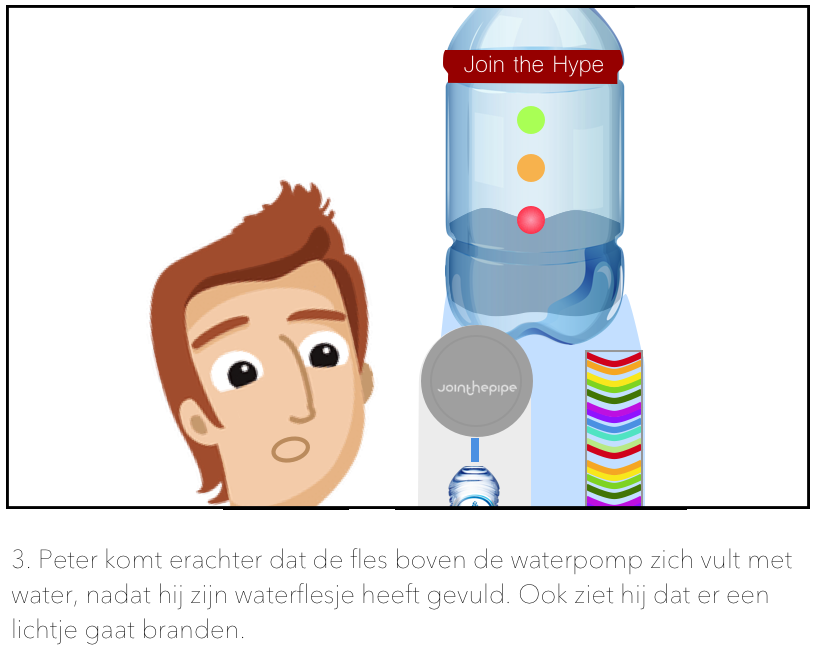 Join the Hype
Jointhepipe
3. Peter komt erachter dat de fles boven de waterpomp zich vult met
water, nadat hij zijn waterflesje heeft gevuld. Ook ziet hij dat er een
lichtje gaat branden.